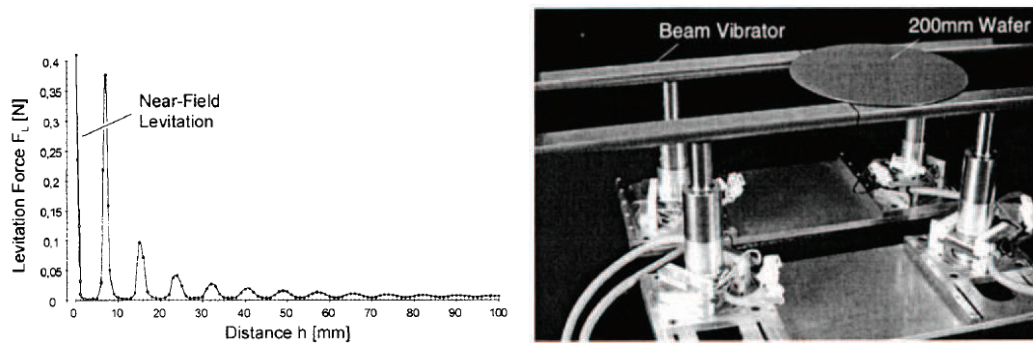 0,4
0,35
0,3
0,25
0,2
0,15
0,1
0,05
0
Levitation Force F_L [N]
Near-Field
Levitation
0 10 20 30 40 50 60 70 80 90 100
Distance h [mm]
Beam Vibrator
200mm Wafer